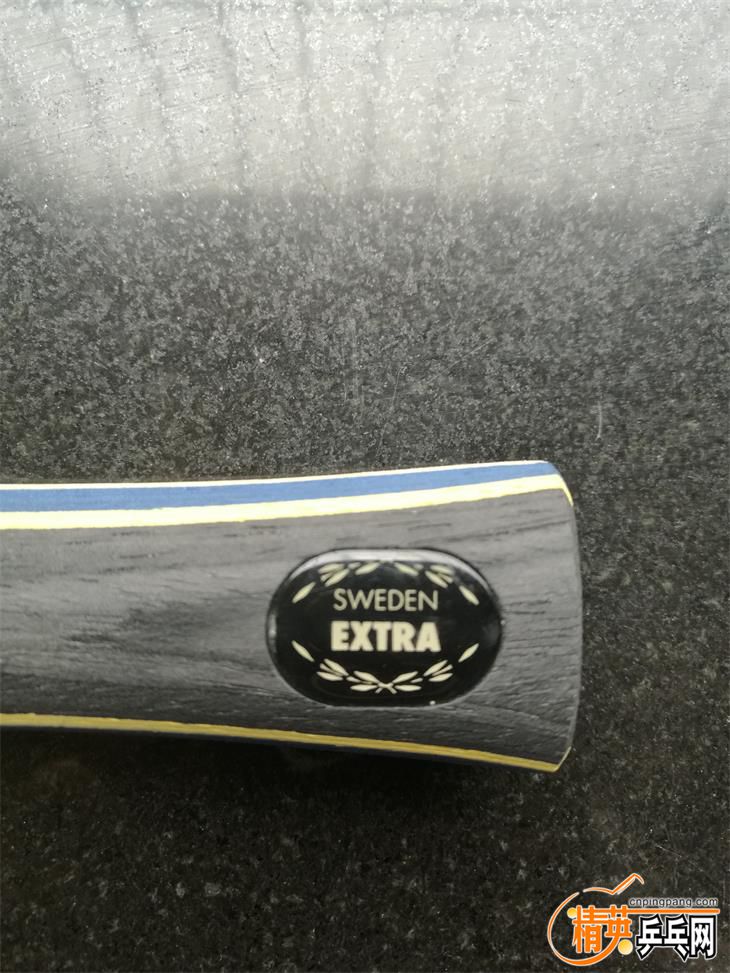 SWEDEN
EXTRA
cnpingpang.com
精英乒乓网